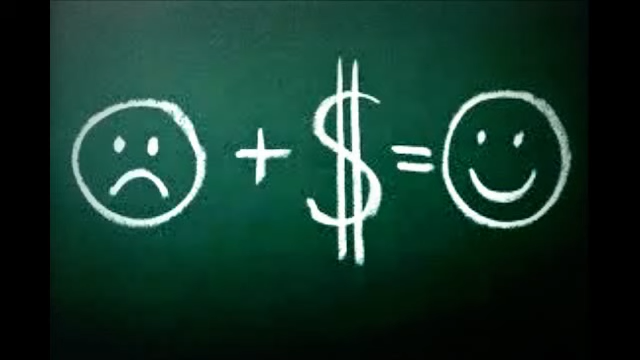 + $ =